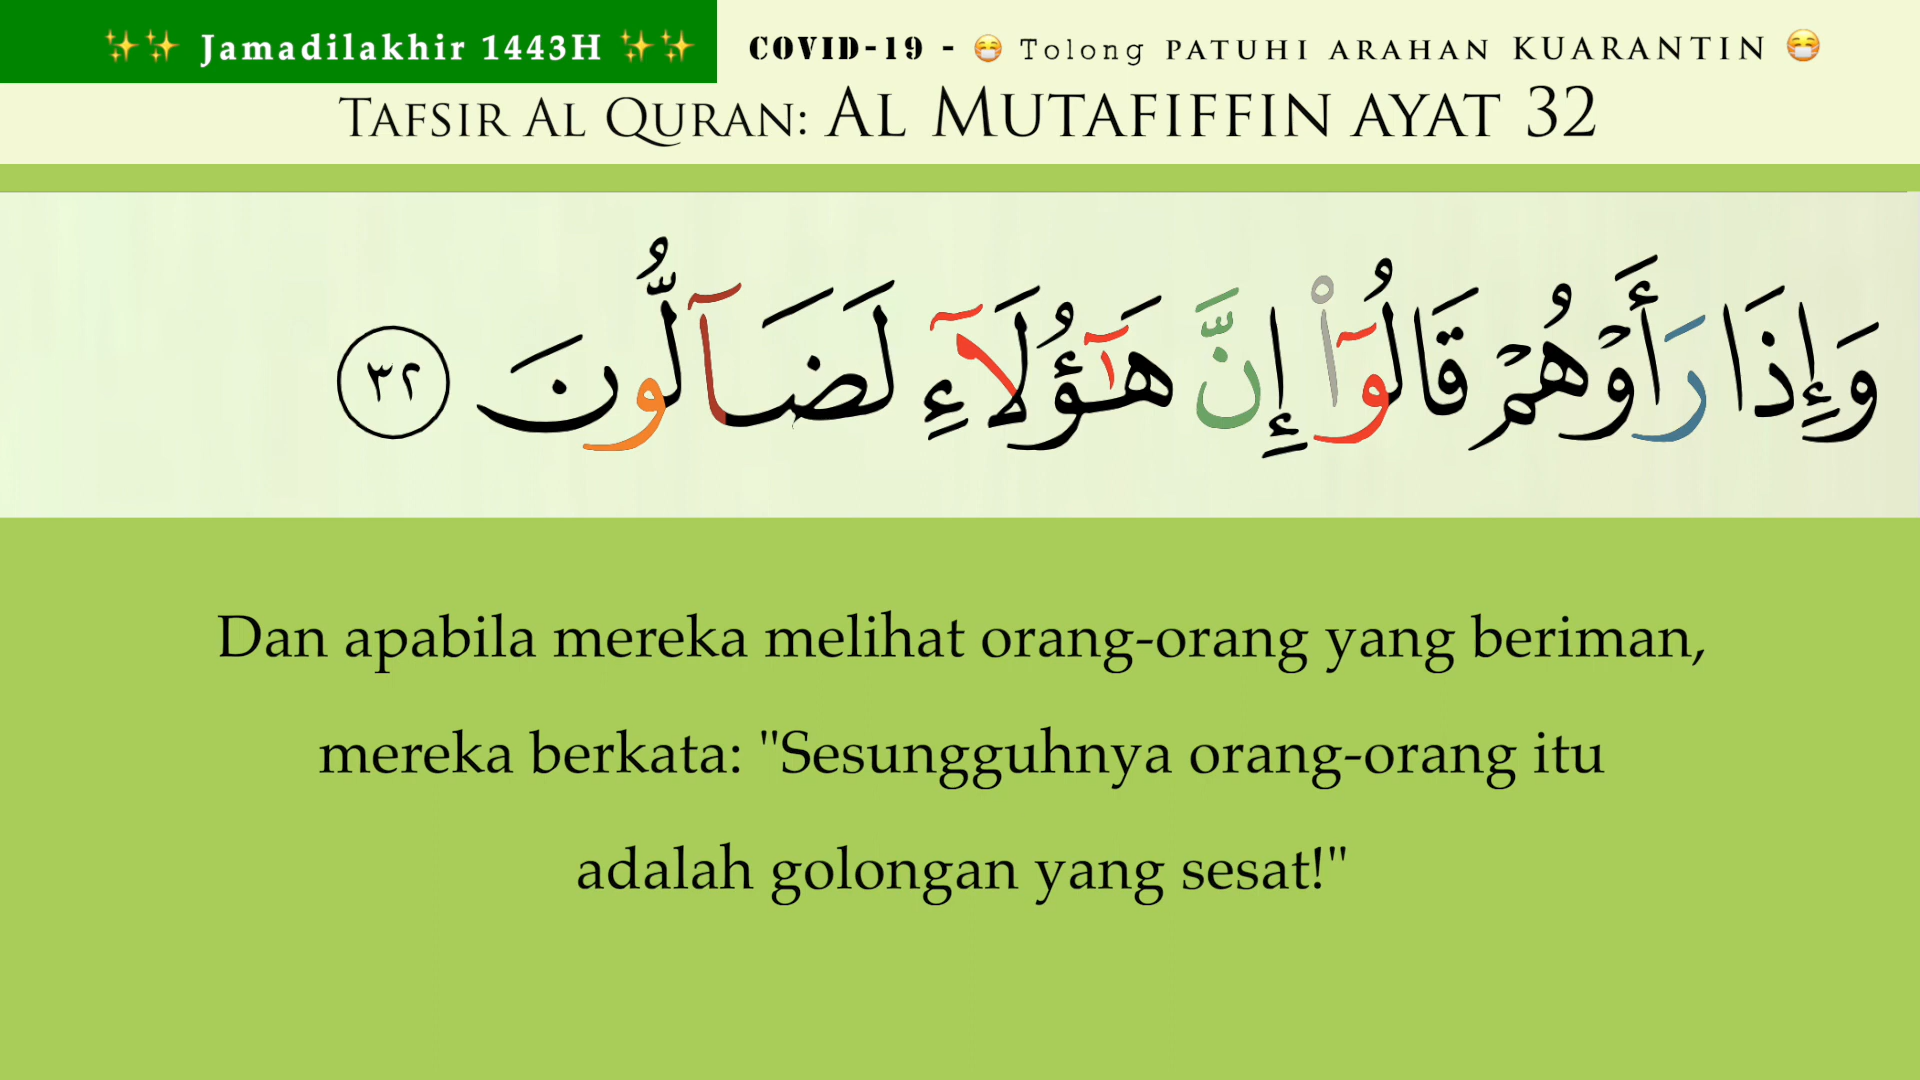 ✨✨ Jamadilakhir 1443H ✨✨
COVID-19 - 😷 Tolong PATUHI ARAHAN KUARANTIN 😷
TAFSIR AL QURAN: AL MUTAFIFFIN AYAT 32
وَإِذَا رَأَوْهُمْ قَالُوٓا۟ إِنَّ هَـٰٓؤُلَآءِ لَضَآلُّونَ ٣٢
Dan apabila mereka melihat orang-orang yang beriman,
mereka berkata: "Sesungguhnya orang-orang itu
adalah golongan yang sesat!"